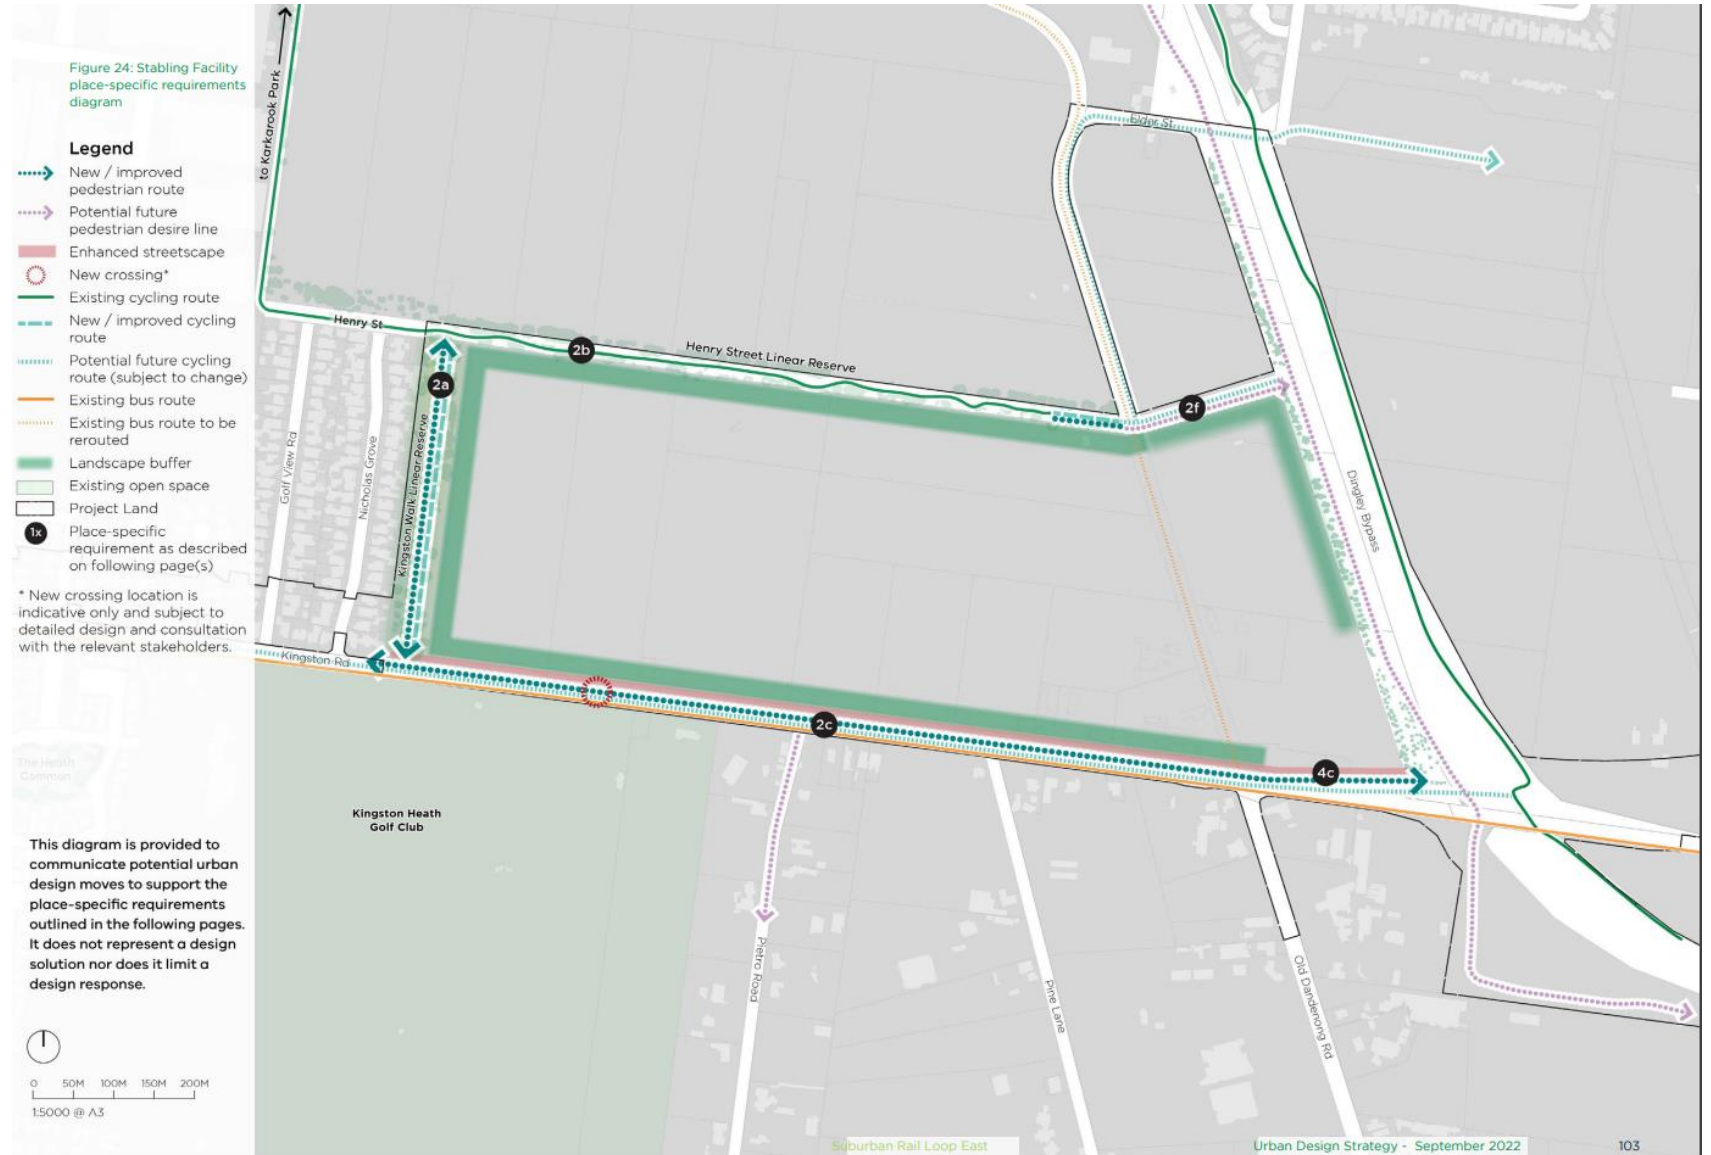 Figure 24: Stabling Facility
place-specific requirements
diagram
Legend
New / improved
pedestrian route
Potential future
pedestrian desire line
Enhanced streetscape
New crossing*
Existing cycling route
New / improved cycling
route
Potential future cycling
route (subject to change)
Existing bus route
Existing bus route to be
rerouted
Landscape buffer
Existing open space
Project Land
1x
Place-specific
requirement as described
on following page(s)
* New crossing location is
indicative only and subject to
detailed design and consultation
with the relevant stakeholders.
The Heath
Common
This diagram is provided to
communicate potential urban
design moves to support the
place-specific requirements
outlined in the following pages.
It does not represent a design
solution nor does it limit a
design response.
0 50M 100M 150M 200M
1:5000 @ A3
to Karkarook Park
Elder St
Henry St
2b
Henry Street Linear Reserve
2a
2f
Golf View Rd
Nicholas Grove
Kingston Walk Linear Reserve
Dingley Bypass
Kingston Rd
2c
4c
Kingston Heath
Golf Club
Pietro Road
Pine Lane
Old Dandenong Rd
Suburban Rail Loop East
Urban Design Strategy - September 2022
103